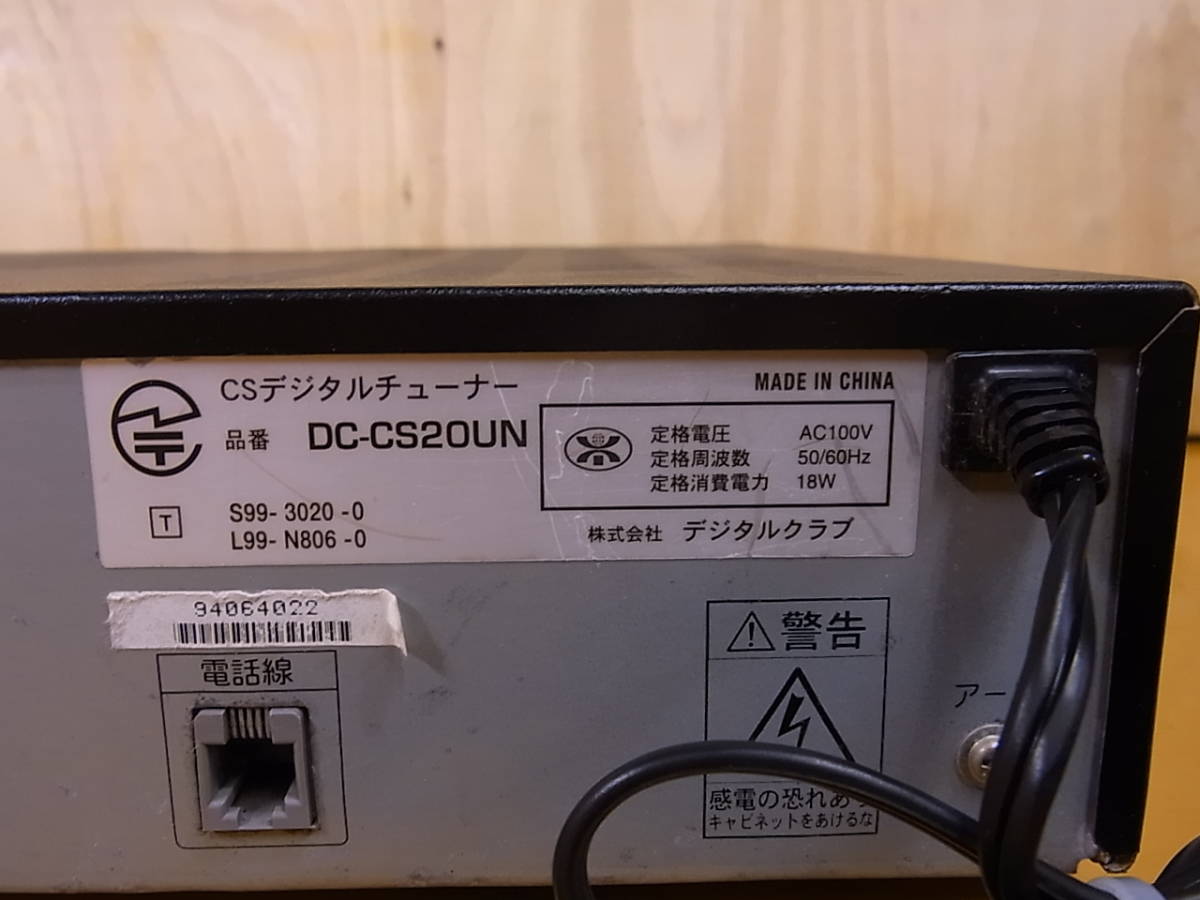 CSデジタルチューナー
MADE IN CHINA
品番 DC-CS20UN
定格電圧 AC100V
定格周波数 50/60Hz
定格消費電力 18W
T
S99- 3020 -0
L99- N806 -0
株式会社 デジタルクラブ
94064022
電話線
警告
感電の恐れあり
キャビネットをあけるな
アー